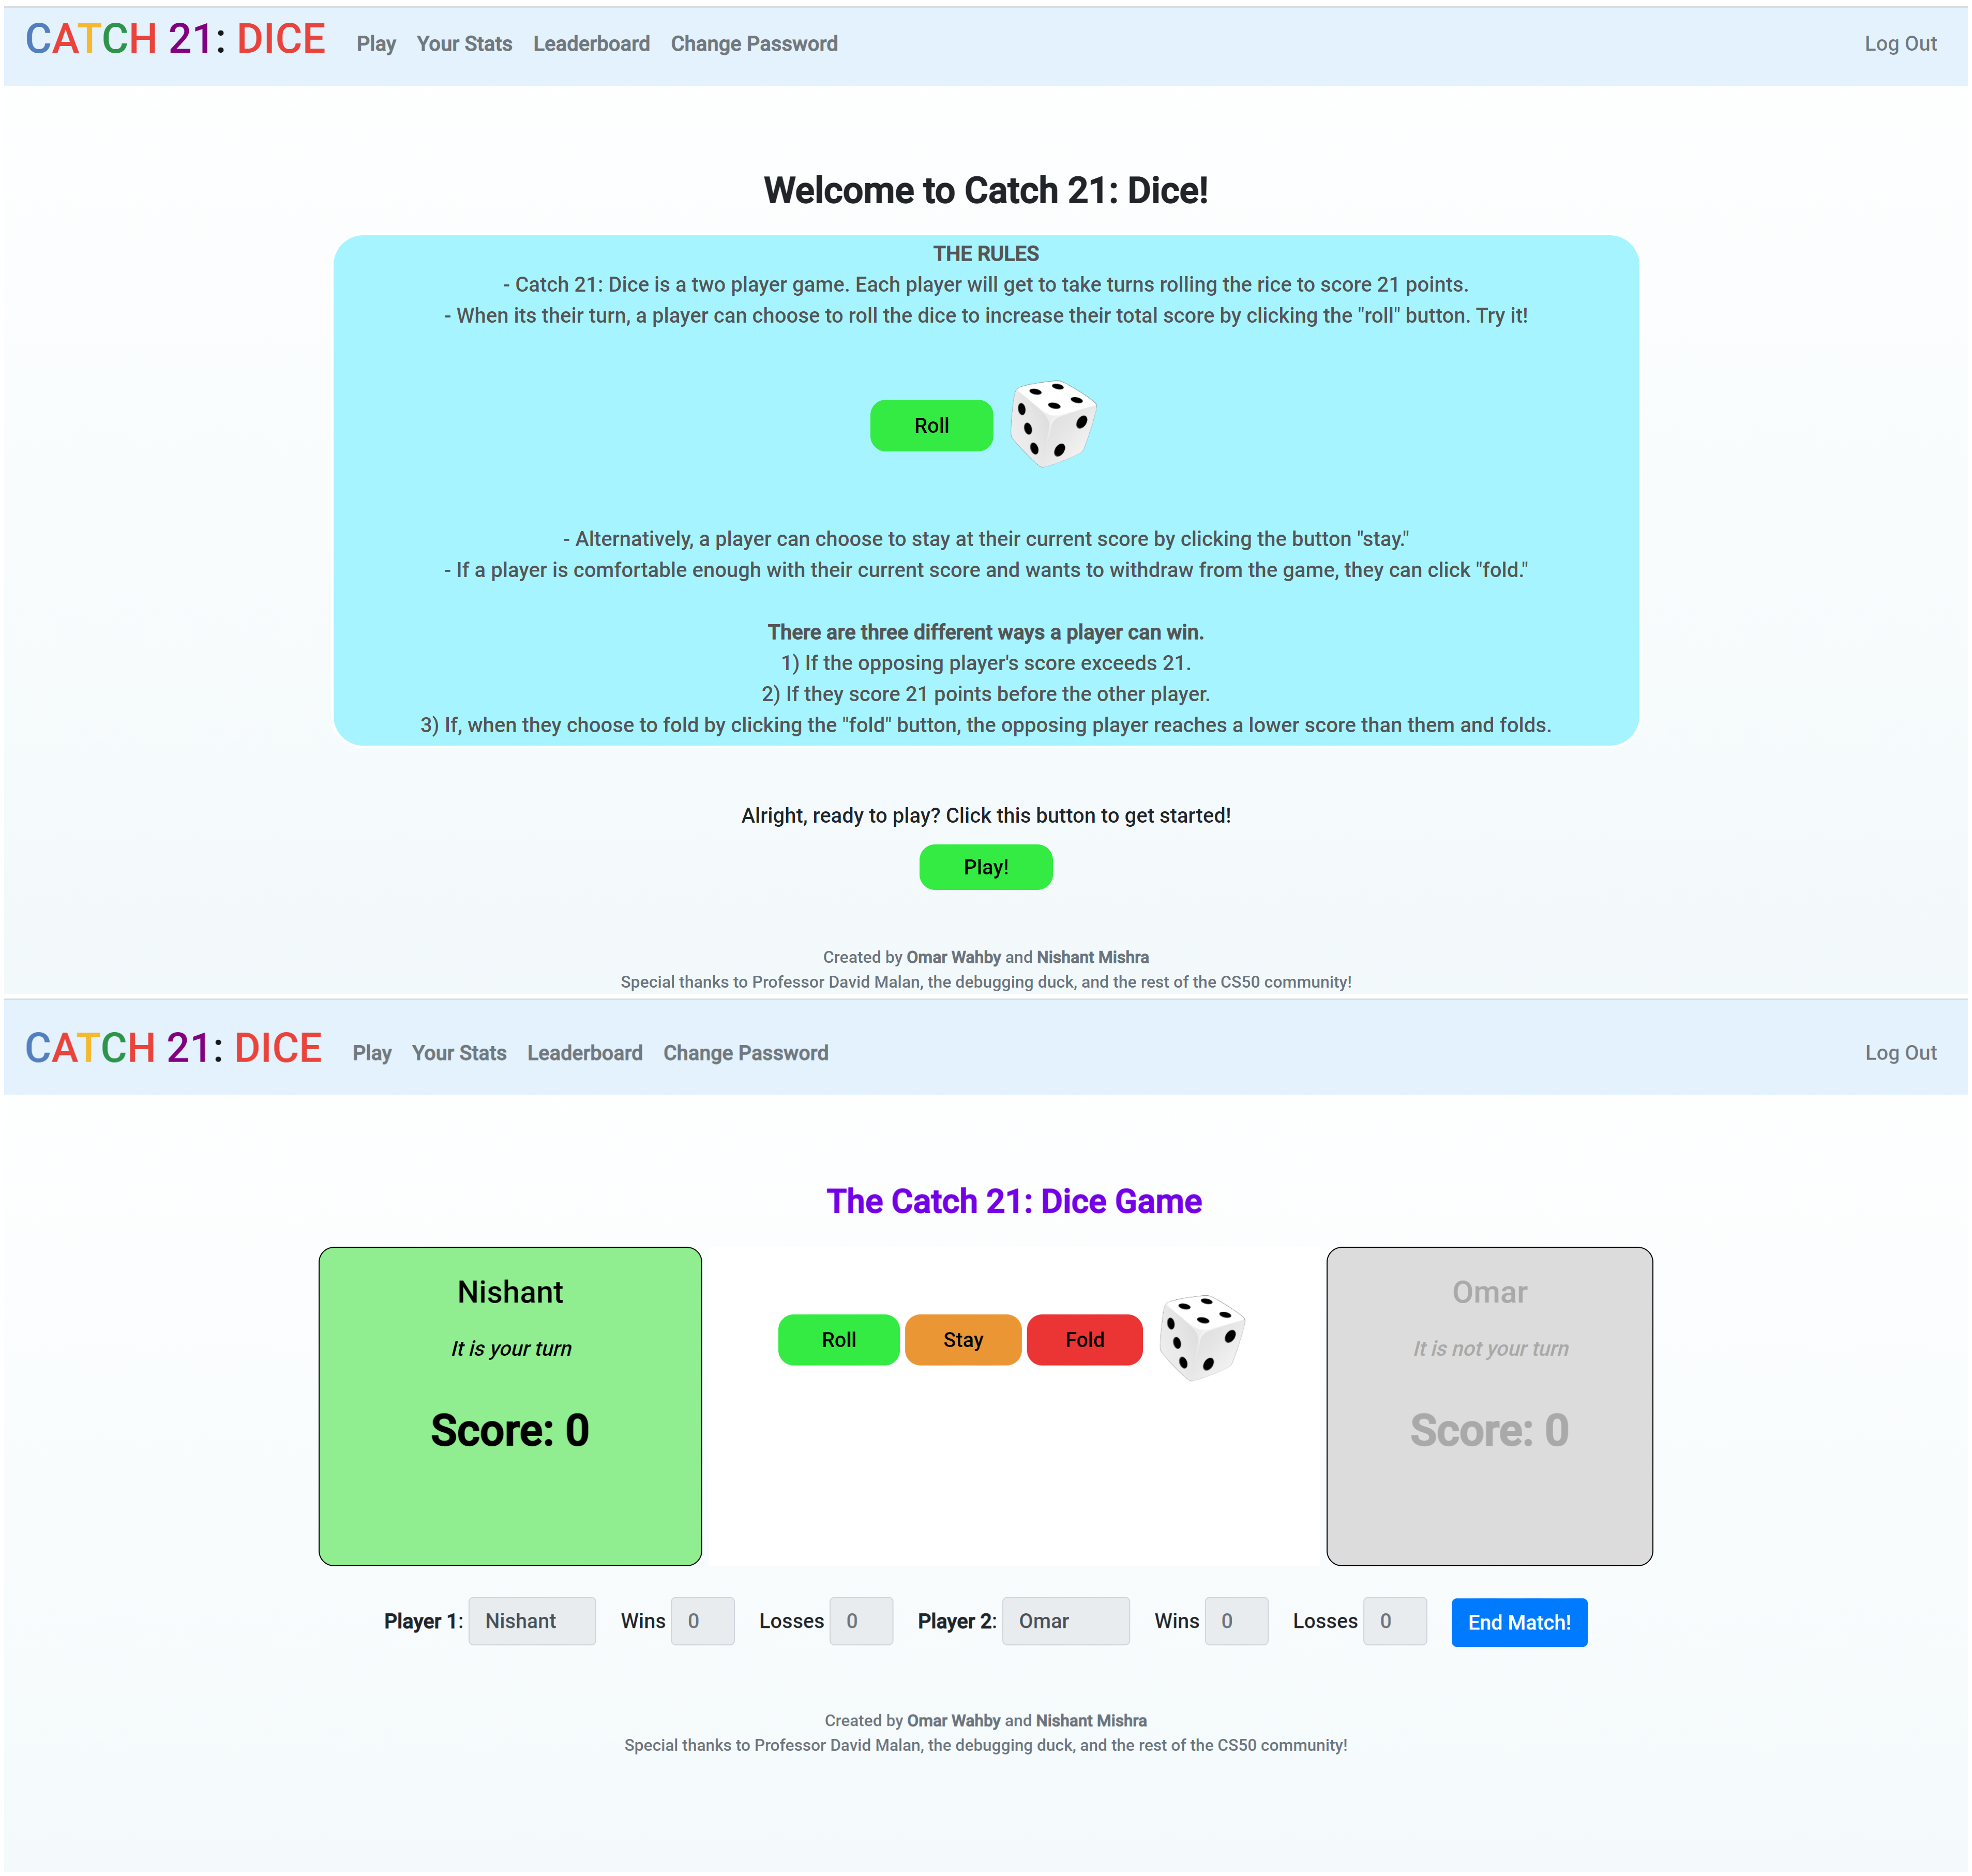 CATCH 21: DICE Play Your Stats Leaderboard Change Password Log Out
Welcome to Catch 21: Dice!
THE RULES
- Catch 21: Dice is a two player game. Each player will get to take turns rolling the rice to score 21 points.
- When its their turn, a player can choose to roll the dice to increase their total score by clicking the "roll" button. Try it!
Roll
- Alternatively, a player can choose to stay at their current score by clicking the button "stay."
- If a player is comfortable enough with their current score and wants to withdraw from the game, they can click "fold."
There are three different ways a player can win.
1) If the opposing player's score exceeds 21.
2) If they score 21 points before the other player.
3) If, when they choose to fold by clicking the "fold" button, the opposing player reaches a lower score than them and folds.
Alright, ready to play? Click this button to get started!
Play!
Created by Omar Wahby and Nishant Mishra
Special thanks to Professor David Malan, the debugging duck, and the rest of the CS50 community!
CATCH 21: DICE Play Your Stats Leaderboard Change Password Log Out
The Catch 21: Dice Game
Nishant
It is your turn
Score: 0
Roll Stay Fold
Omar
It is not your turn
Score: 0
Player 1: Nishant Wins 0 Losses 0 Player 2: Omar Wins 0 Losses 0 End Match!
Created by Omar Wahby and Nishant Mishra
Special thanks to Professor David Malan, the debugging duck, and the rest of the CS50 community!